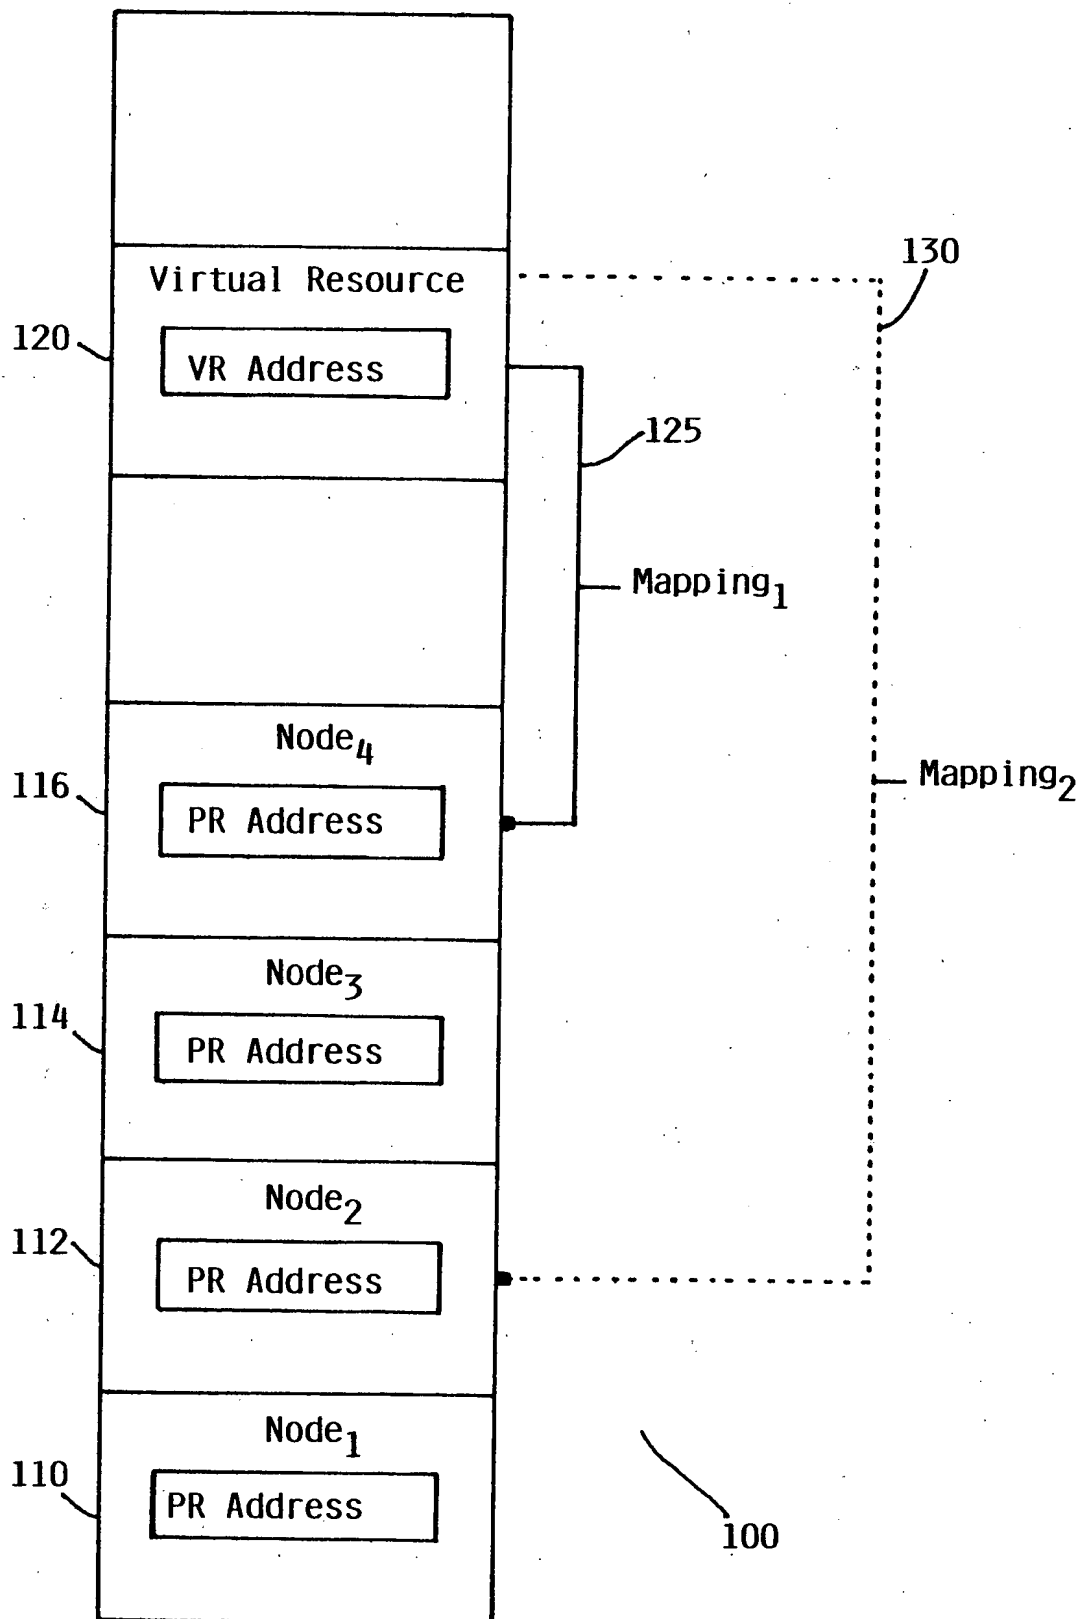 130
Virtual Resource
120
VR Address
125
Mapping₁
Node₄
116
PR Address
Mapping₂
Node₃
114
PR Address
Node₂
112
PR Address
Node₁
110
PR Address
100